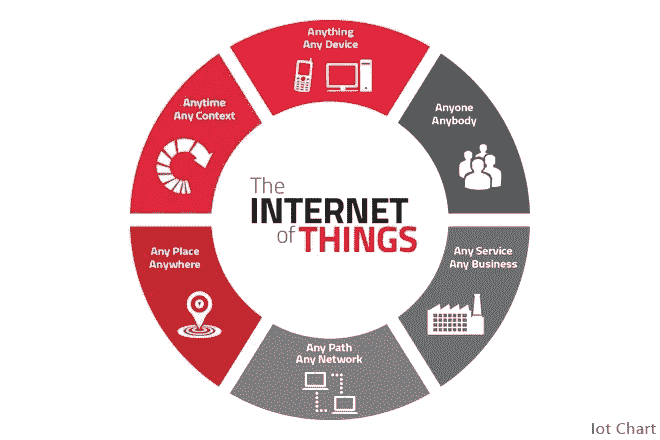 Anything
Any Device
Anyone
Anybody
Any Service
Any Business
Any Path
Any Network
Any Place
Anywhere
Anytime
Any Context
The
INTERNET
of THINGS
Iot Chart